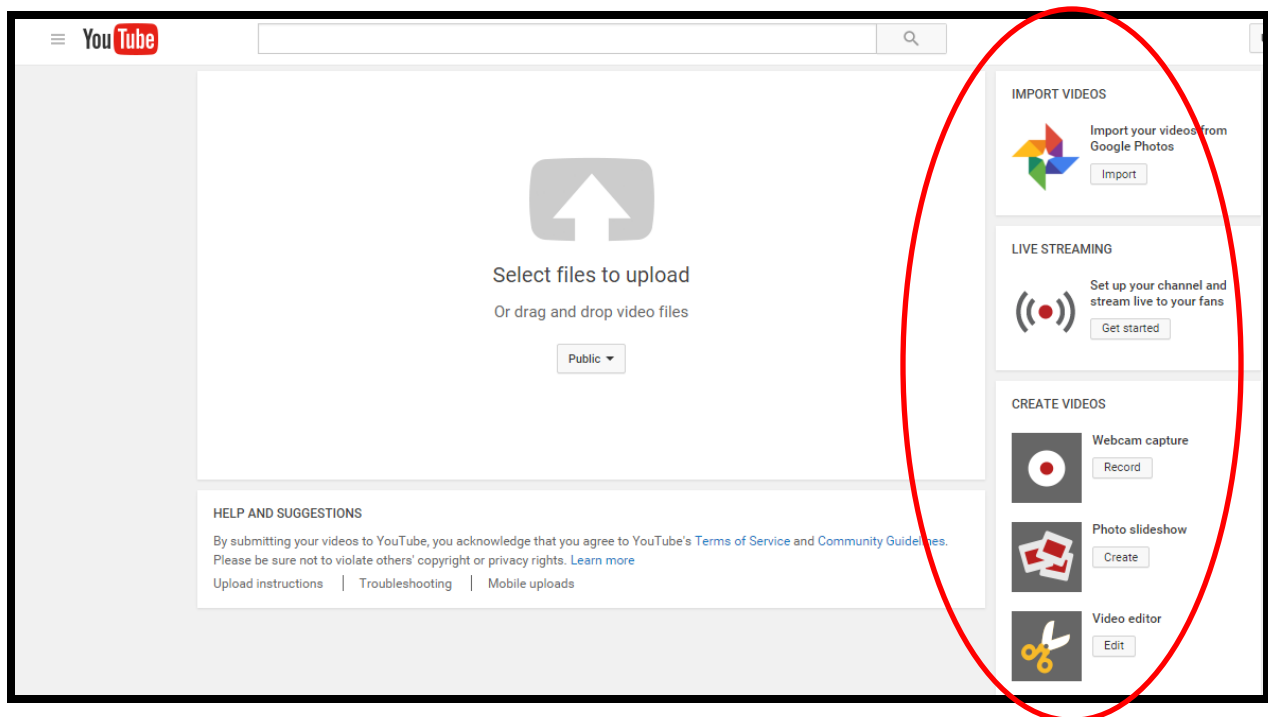 YouTube
Select files to upload
Or drag and drop video files
Public
HELP AND SUGGESTIONS
By submitting your videos to YouTube, you acknowledge that you agree to YouTube's Terms of Service and Community Guidelines.
Please be sure not to violate others' copyright or privacy rights. Learn more
Upload instructions
Troubleshooting
Mobile uploads
IMPORT VIDEOS
Import your videos from
Google Photos
Import
LIVE STREAMING
Set up your channel and
stream live to your fans
Get started
CREATE VIDEOS
Webcam capture
Record
Photo slideshow
Create
Video editor
Edit